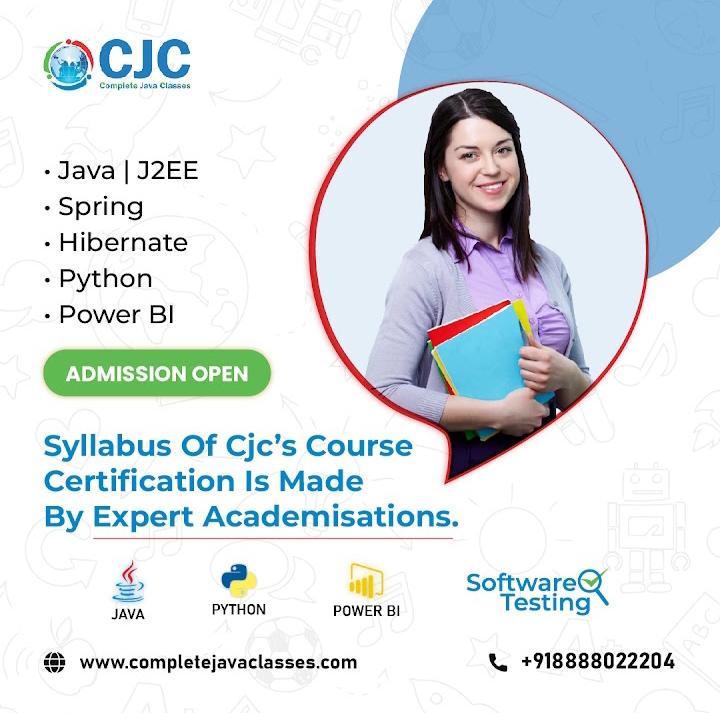 CJC
Complete Java Classes
• Java | J2EE
• Spring
• Hibernate
• Python
• Power BI
ADMISSION OPEN
Syllabus Of Cjc's Course
Certification Is Made
By Expert Academisations.
JAVA
PYTHON
POWER BI
Software
Testing
www.completejavaclasses.com
+918888022204